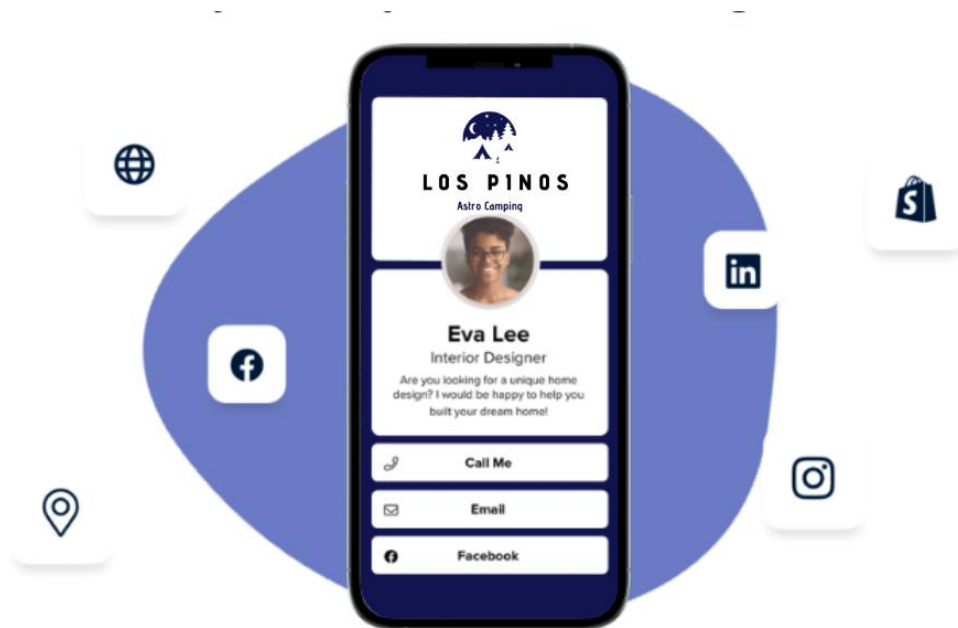 LOS PINOS
Astro Camping
Eva Lee
Interior Designer
Are you looking for a unique home
design? I would be happy to help you
built your dream home!
Call Me
Email
Facebook